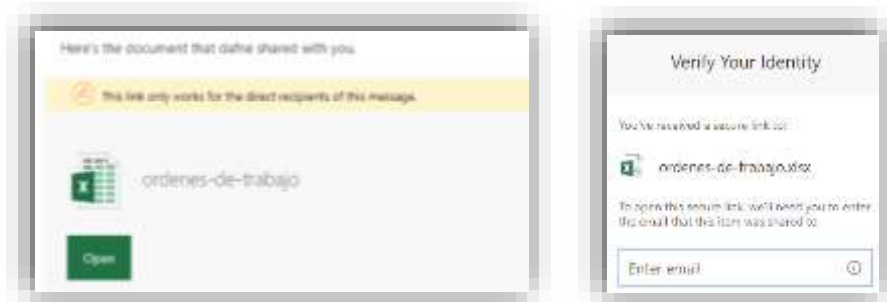 Here's the document that dafne shared with you.
This link only works for the direct recipients of this message.
ordenes-de-trabajo
Open
Verify Your Identity
You've received a secure link to:
ordenes-de-trabajo.xlsx
To open this secure link, we'll need you to enter
the email that this item was shared to.
Enter email